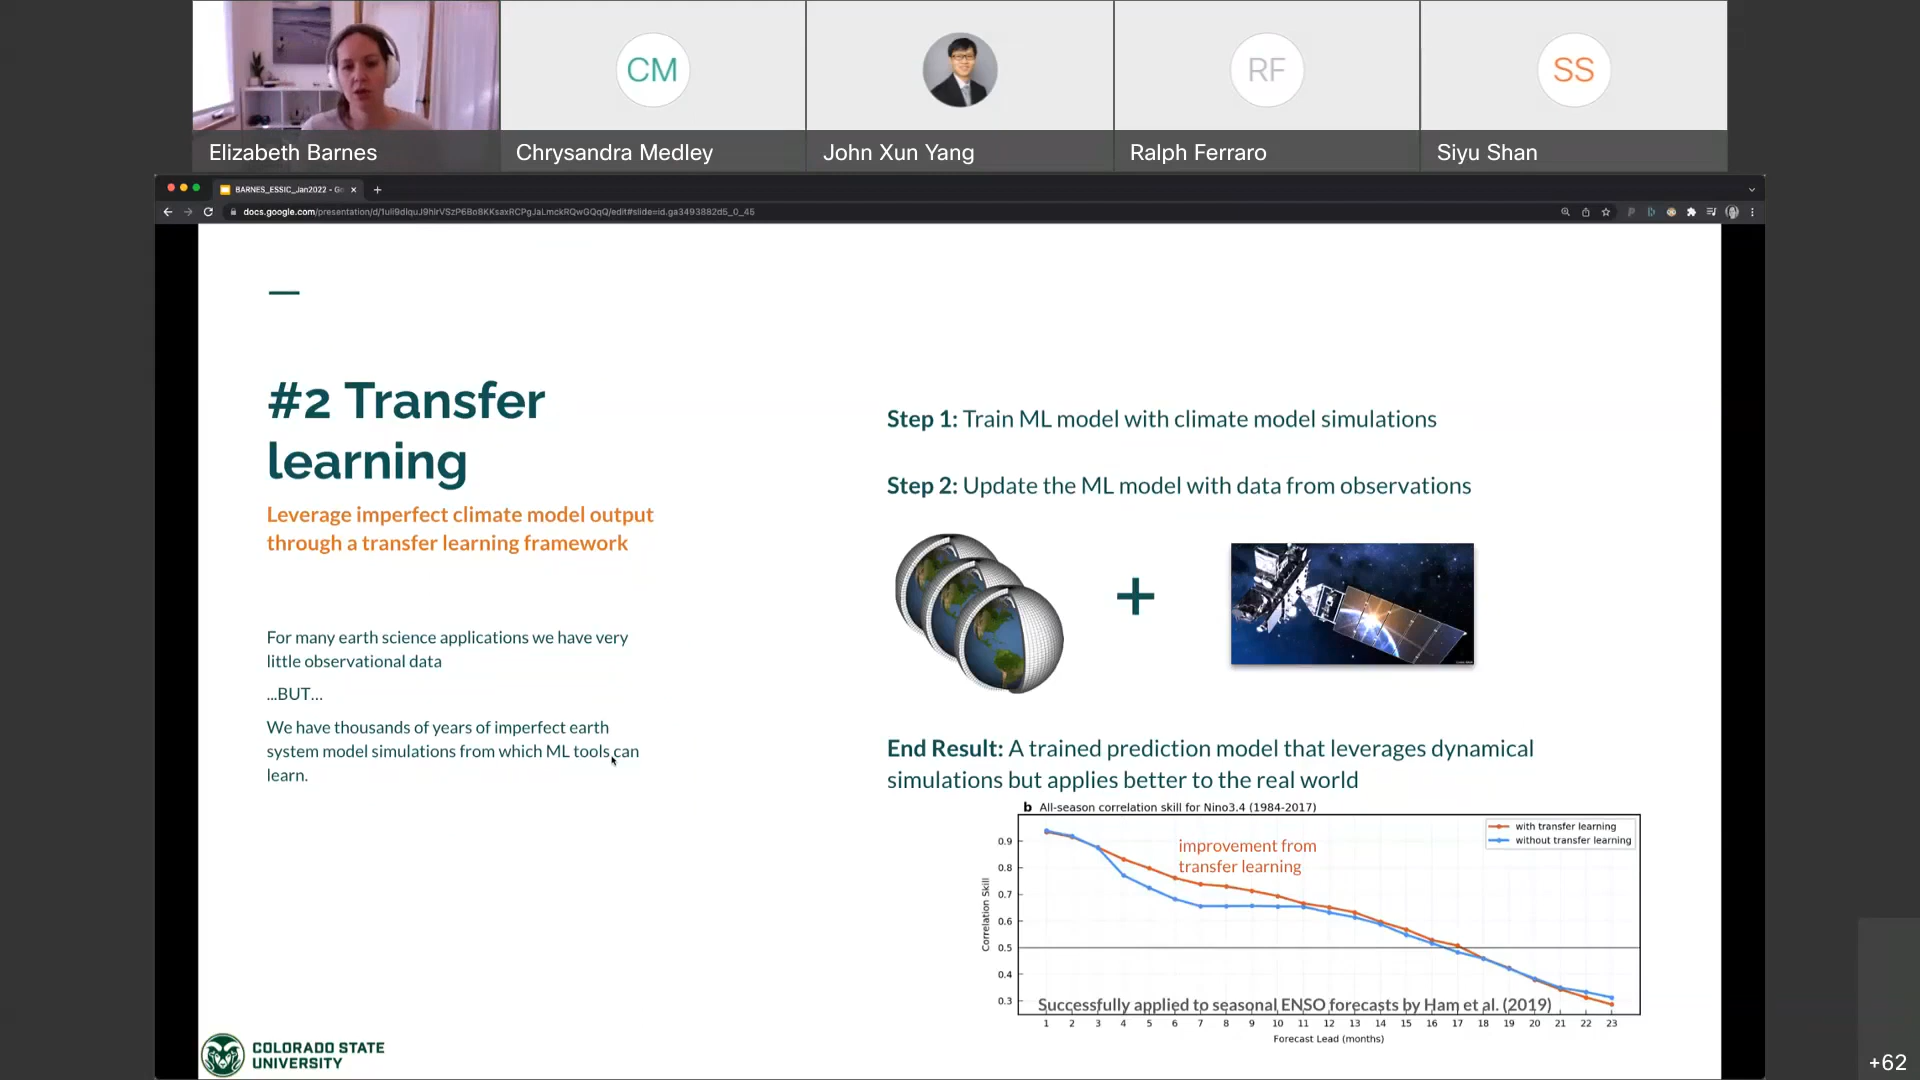 CM
RF
SS
Elizabeth Barnes
Chrysandra Medley
John Xun Yang
Ralph Ferraro
Siyu Shan
BARNES_ESSIC_Jan2022 - Go
#2 Transfer
learning
Leverage imperfect climate model output
through a transfer learning framework
For many earth science applications we have very
little observational data
...BUT...
We have thousands of years of imperfect earth
system model simulations from which ML tools can
learn.
Step 1: Train ML model with climate model simulations
Step 2: Update the ML model with data from observations
+
End Result: A trained prediction model that leverages dynamical
simulations but applies better to the real world
b All-season correlation skill for Nino3.4 (1984-2017)
with transfer learning
without transfer learning
improvement from
transfer learning
Correlation Skill
0.9
0.8
0.7
0.6
0.5
0.4
0.3
Successfully applied to seasonal ENSO forecasts by Ham et al. (2019)
1 2 3 4 5 6 7 8 9 10 11 12 13 14 15 16 17 18 19 20 21 22 23
Forecast Lead (months)
COLORADO STATE
UNIVERSITY
+62